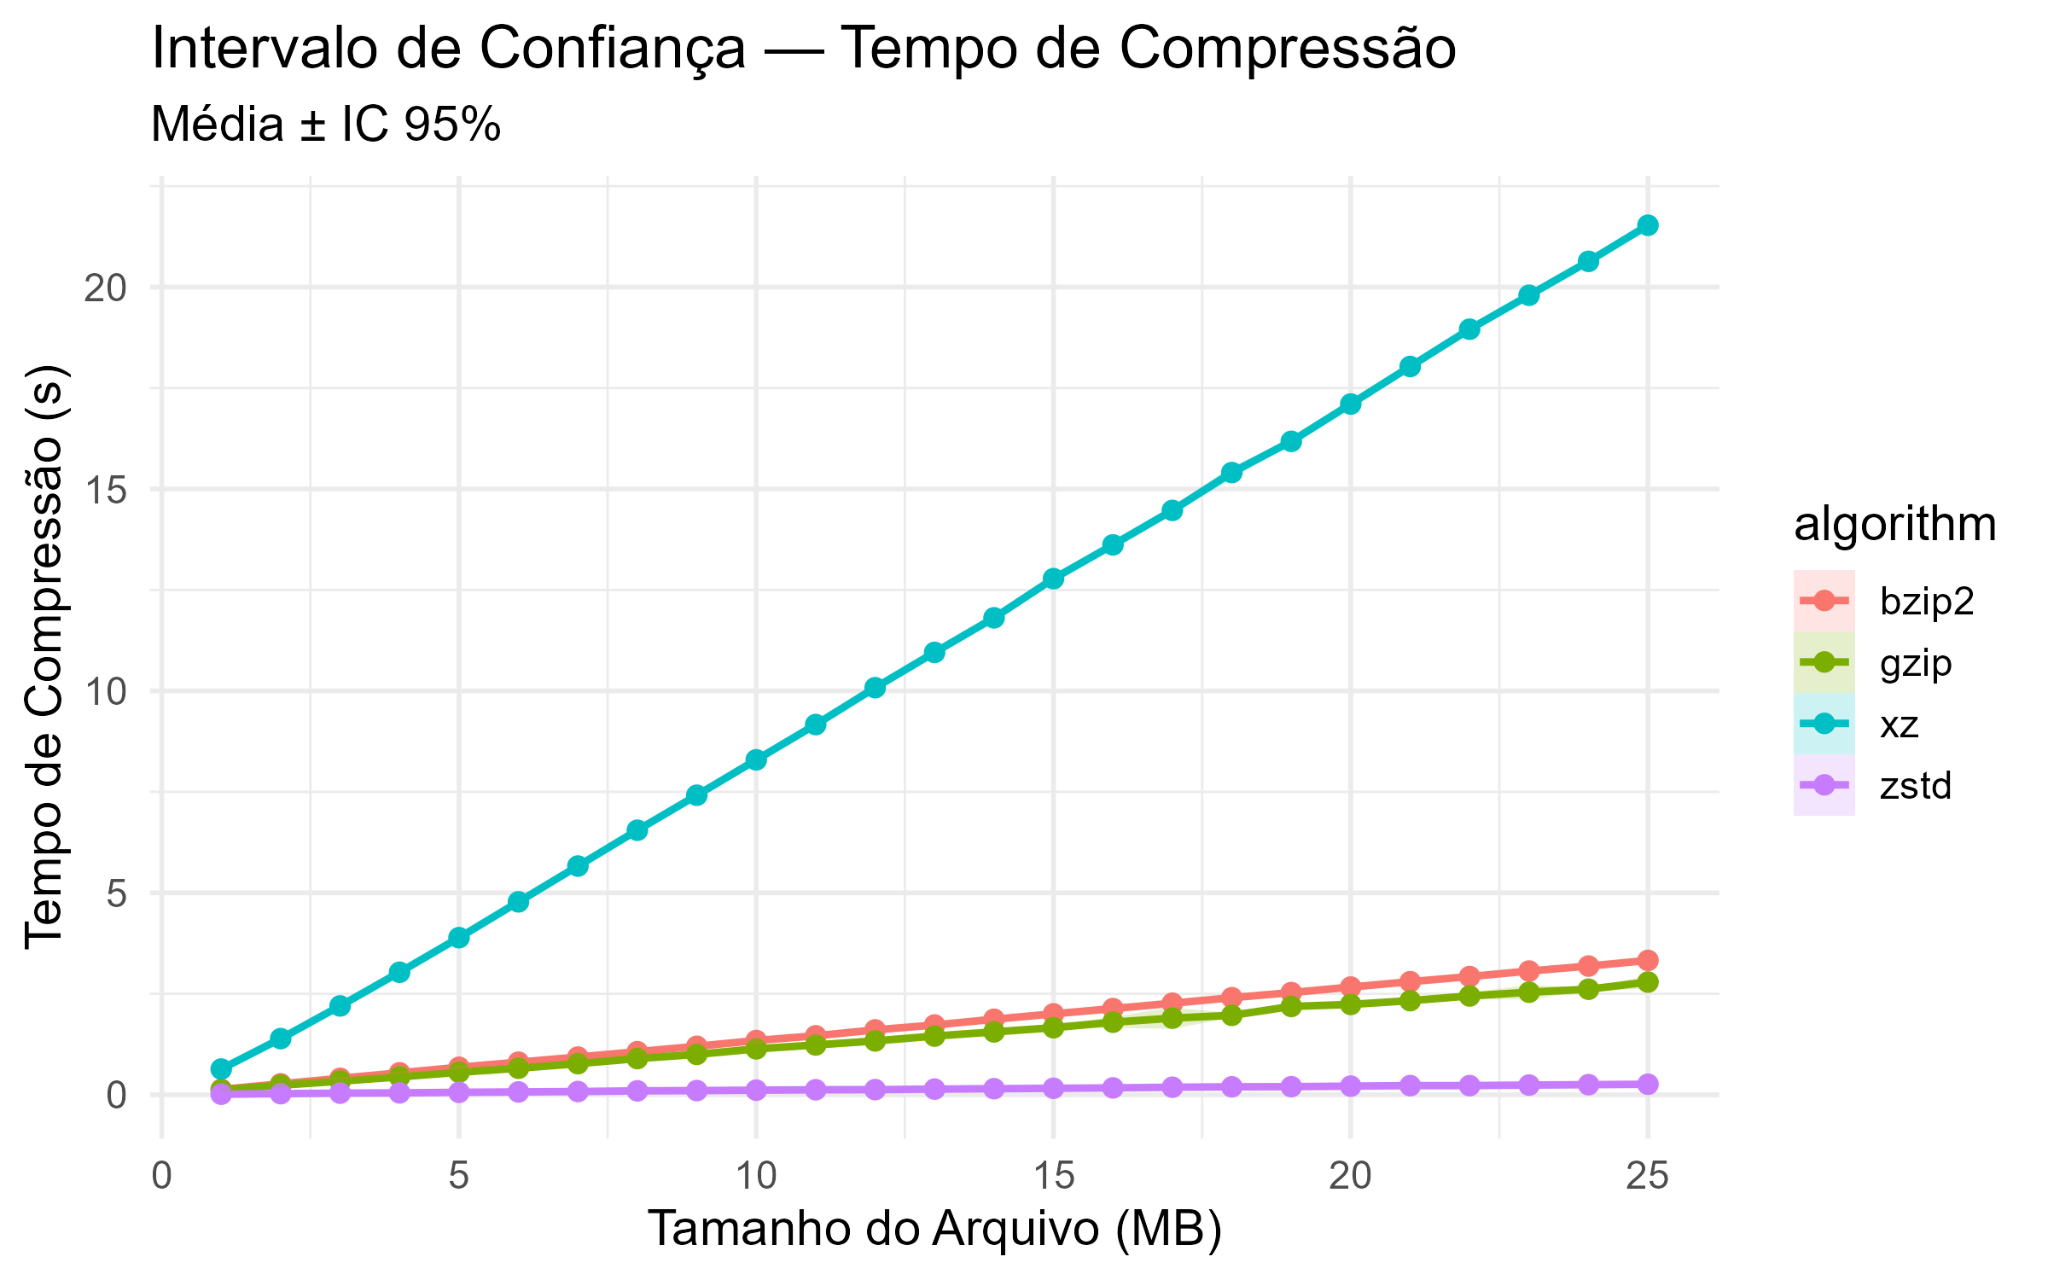 Intervalo de Confiança — Tempo de Compressão
Média ± IC 95%
Tempo de Compressão (s)
20
15
10
5
0
0 5 10 15 20 25
Tamanho do Arquivo (MB)
algorithm
bzip2
gzip
xz
zstd